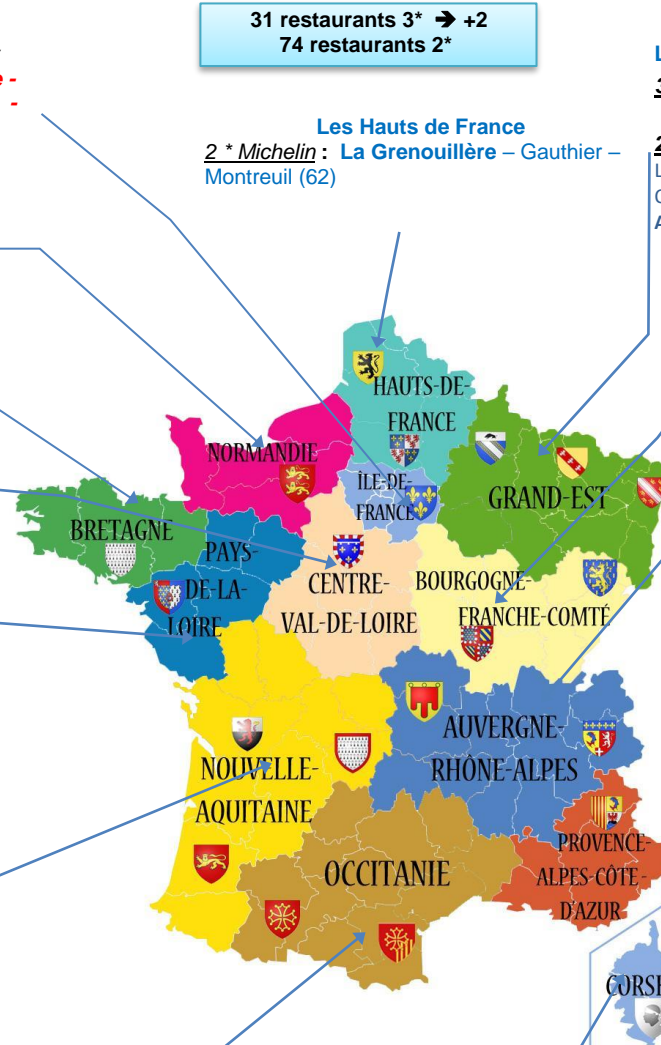 31 restaurants 3* ➔ +2
74 restaurants 2*
Les Hauts de France
2 * Michelin : La Grenouillère – Gauthier –
Montreuil (62)
HAUTS-DE-
FRANCE
NORMANDIE
ÎLE-DE-
FRANCE
GRAND-EST
BRETAGNE
PAYS-
DE-LA-
LOIRE
CENTRE-
VAL-DE-LOIRE
BOURGOGNE-
FRANCHE-COMTÉ
AUVERGNE-
RHÔNE-ALPES
NOUVELLE-
AQUITAINE
OCCITANIE
PROVENCE-
ALPES-CÔTE-
D'AZUR